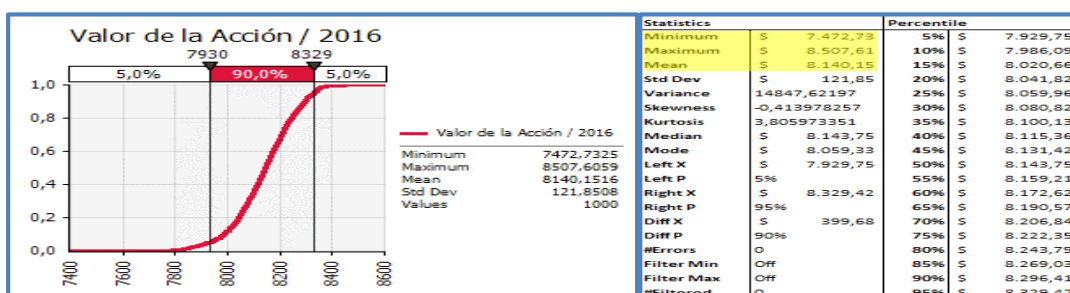 Valor de la Acción / 2016
7930 8329
5,0% 90,0% 5,0%
1,0
0,8
0,6
0,4
0,2
0,0
7400 7600 7800 8000 8200 8400 8600
Valor de la Acción / 2016
Minimum 7472,7325
Maximum 8507,6059
Mean 8140,1516
Std Dev 121,8508
Values 1000
Statistics Percentile
Minimum $ 7.472,73 5% $ 7.929,75
Maximum $ 8.507,61 10% $ 7.986,09
Mean $ 8.140,15 15% $ 8.020,66
Std Dev $ 121,85 20% $ 8.041,82
Variance 14847,62197 25% $ 8.059,96
Skewness -0,413978257 30% $ 8.080,82
Kurtosis 3,805973351 35% $ 8.100,13
Median $ 8.143,75 40% $ 8.115,36
Mode $ 8.059,33 45% $ 8.131,42
Left X $ 7.929,75 50% $ 8.143,75
Left P 5% 55% $ 8.159,21
Right X $ 8.329,42 60% $ 8.172,62
Right P 95% 65% $ 8.190,57
Diff X $ 399,68 70% $ 8.206,84
Diff P 90% 75% $ 8.222,35
#Errors 0 80% $ 8.243,79
Filter Min Off 85% $ 8.269,03
Filter Max Off 90% $ 8.296,41
#Filtered 0 95% $ 8.329,42